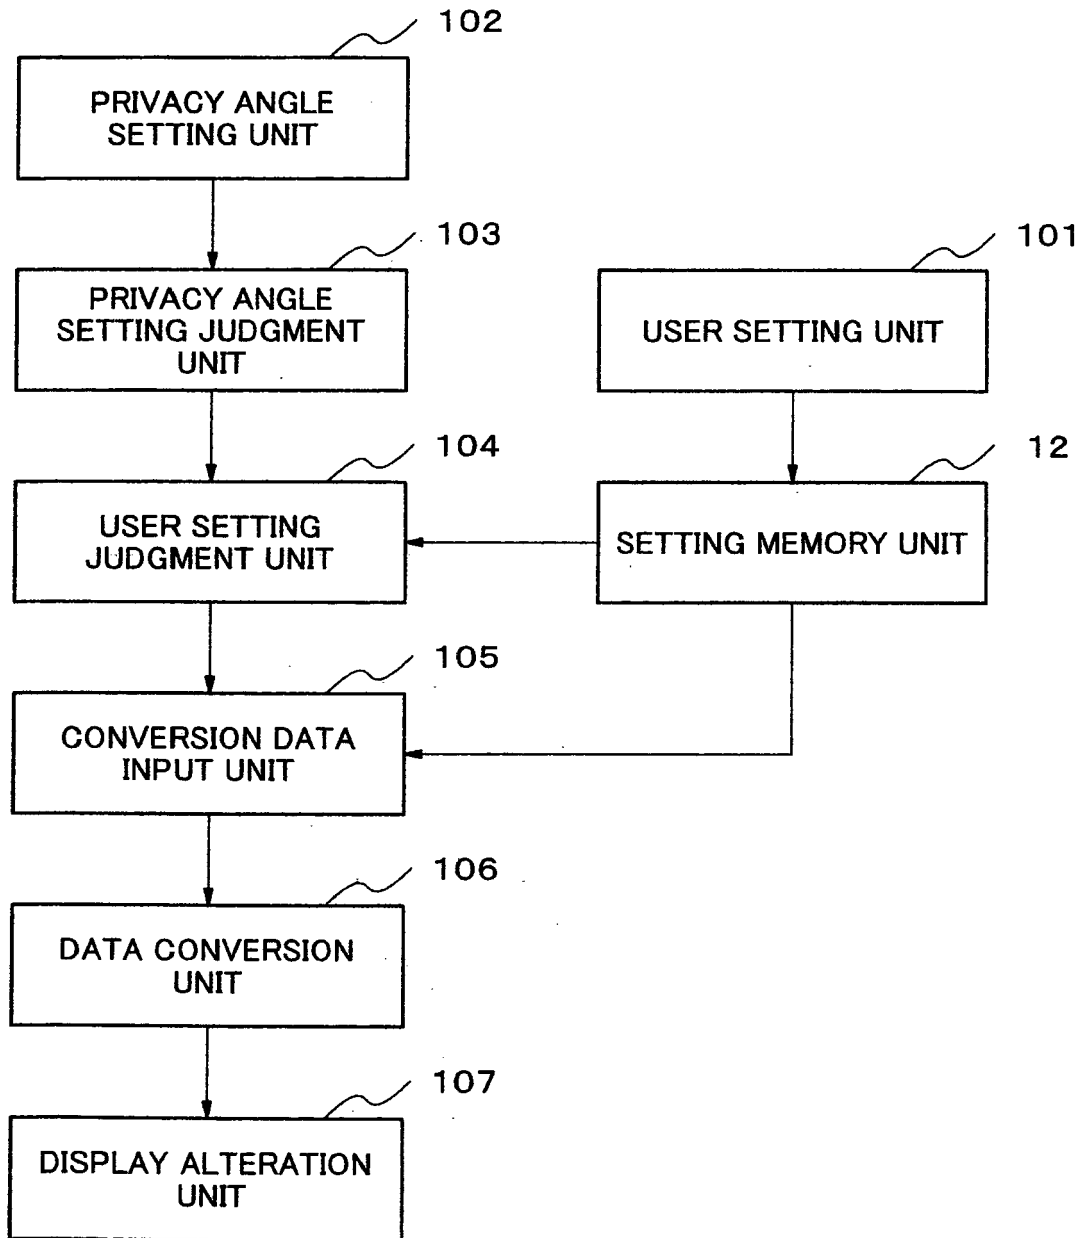 102
PRIVACY ANGLE
SETTING UNIT
103
PRIVACY ANGLE
SETTING JUDGMENT
UNIT
101
USER SETTING UNIT
104
USER SETTING
JUDGMENT UNIT
12
SETTING MEMORY UNIT
105
CONVERSION DATA
INPUT UNIT
106
DATA CONVERSION
UNIT
107
DISPLAY ALTERATION
UNIT